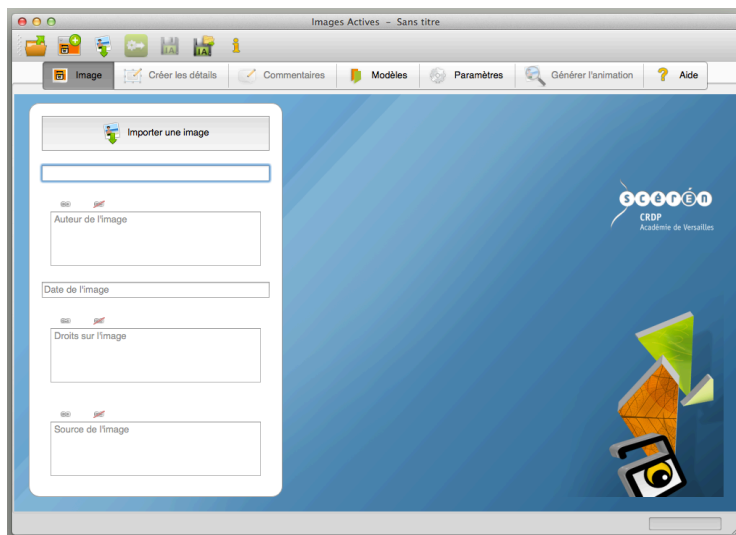 Images Actives – Sans titre
Image
Créer les détails
Commentaires
Modèles
Paramètres
Générer l'animation
Aide
Importer une image
Auteur de l'image
Date de l'image
Droits sur l'image
Source de l'image
scérÉn
CRDP
Académie de Versailles